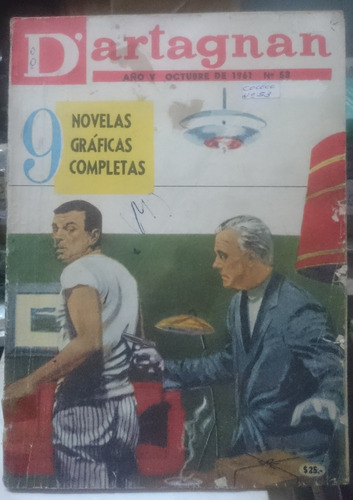 D'artagnan
AÑO V OCTUBRE DE 1961 Nº 53
9 NOVELAS
GRÁFICAS
COMPLETAS
$ 25.-